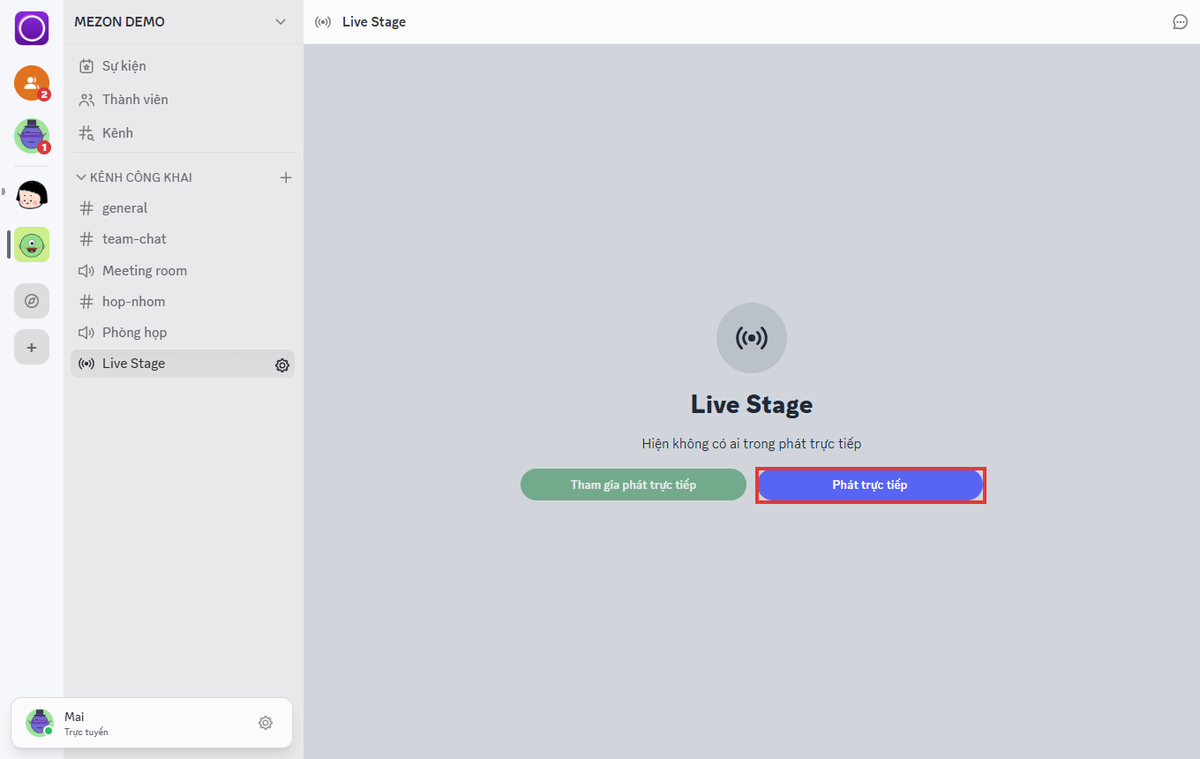 MEZON DEMO
Live Stage
2
Sự kiện
Thành viên
1
Kênh
KÊNH CÔNG KHAI
general
team-chat
Meeting room
hop-nhom
Phòng họp
Live Stage
Live Stage
Hiện không có ai trong phát trực tiếp
Tham gia phát trực tiếp
Phát trực tiếp
Mai
Trực tuyến